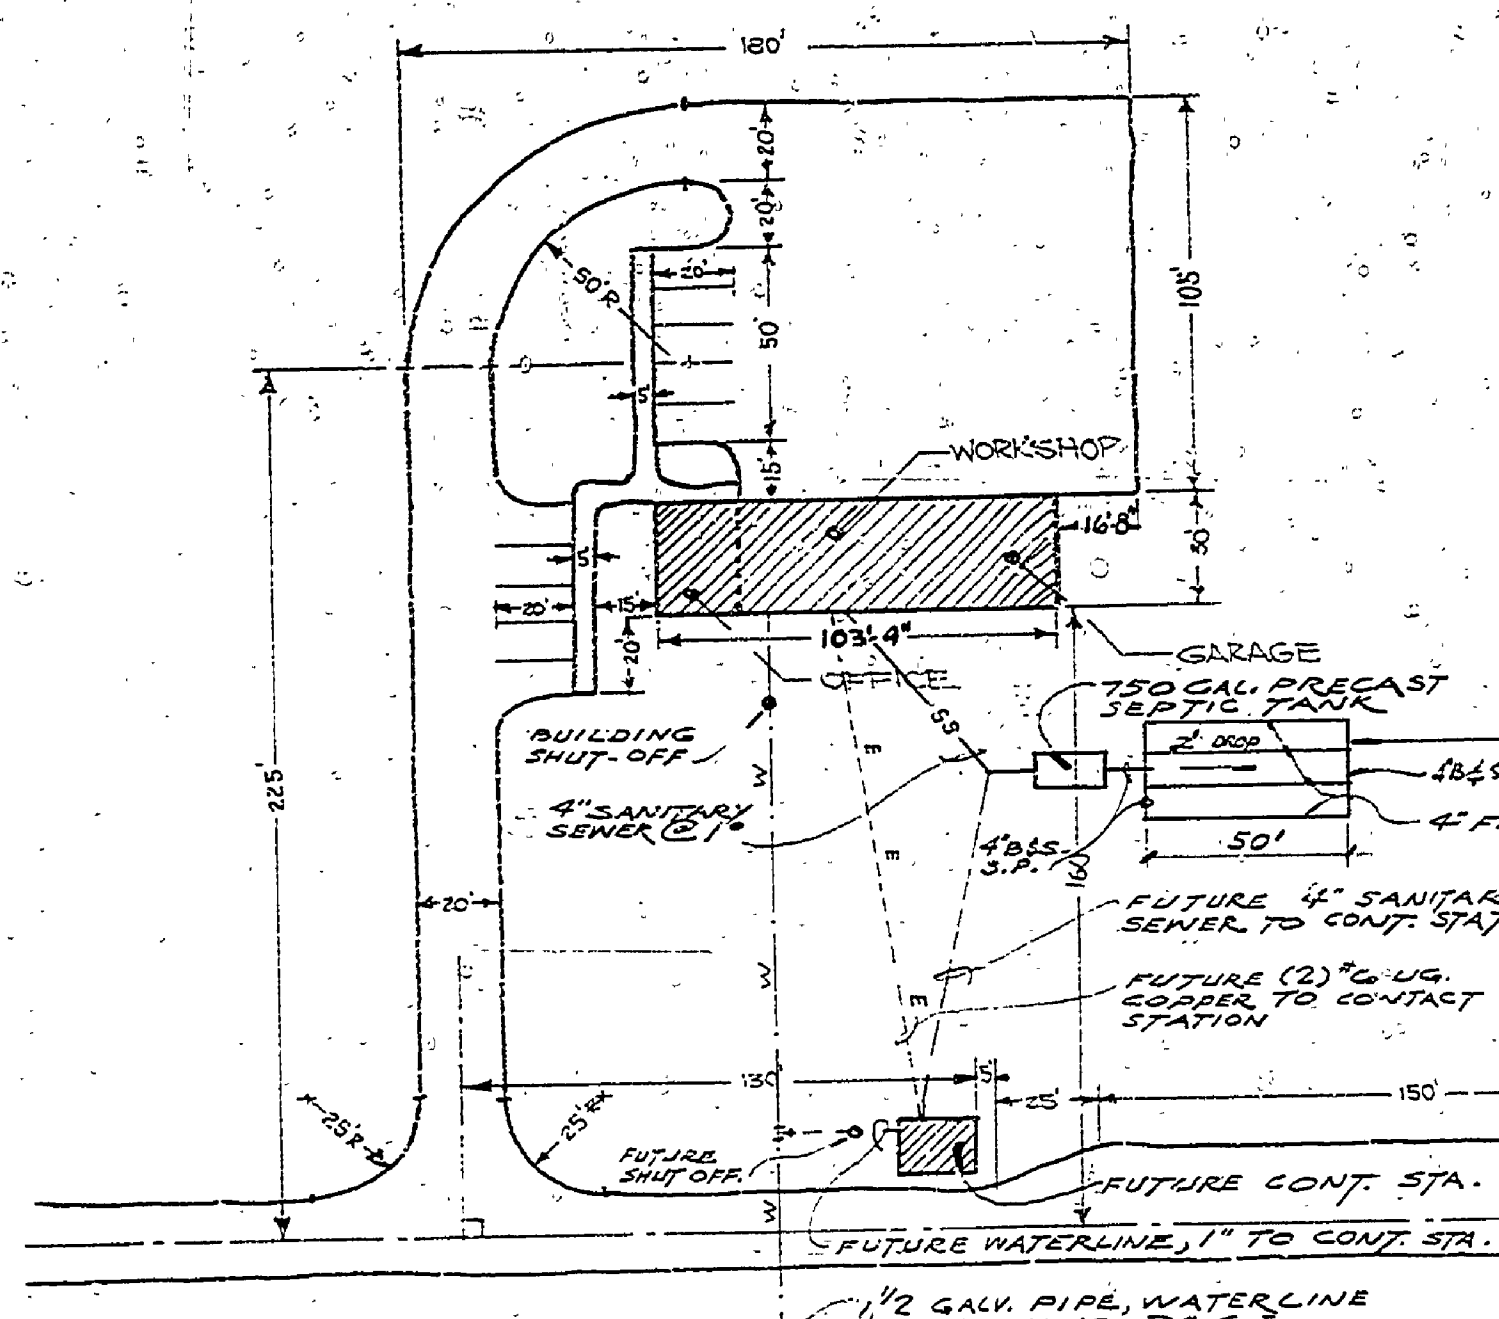 180'
20'
20'
20'
50'R
50'
105'
5'
WORKSHOP
15'
16'-8"
30'
5'
20'
15'
103'-4"
20'
GARAGE
OFFICE
750 GAL. PRECAST
SEPTIC TANK
BUILDING
SHUT-OFF
SS
2' DROP
E
W
225'
4" SANITARY
SEWER @ 1°
E
4"B&S
S.P.
160'
50'
4" F.
20'
FUTURE 4" SANITAR
SEWER TO CONT. STAT
W
E
FUTURE (2) #6 UG.
COPPER TO CONTACT
STATION
130'
5'
25'
150'
25'R
25'R
FUTURE
SHUT OFF.
FUTURE CONT. STA.
W
FUTURE WATERLINE, 1" TO CONT. STA.
1 1/2 GALV. PIPE, WATERLINE